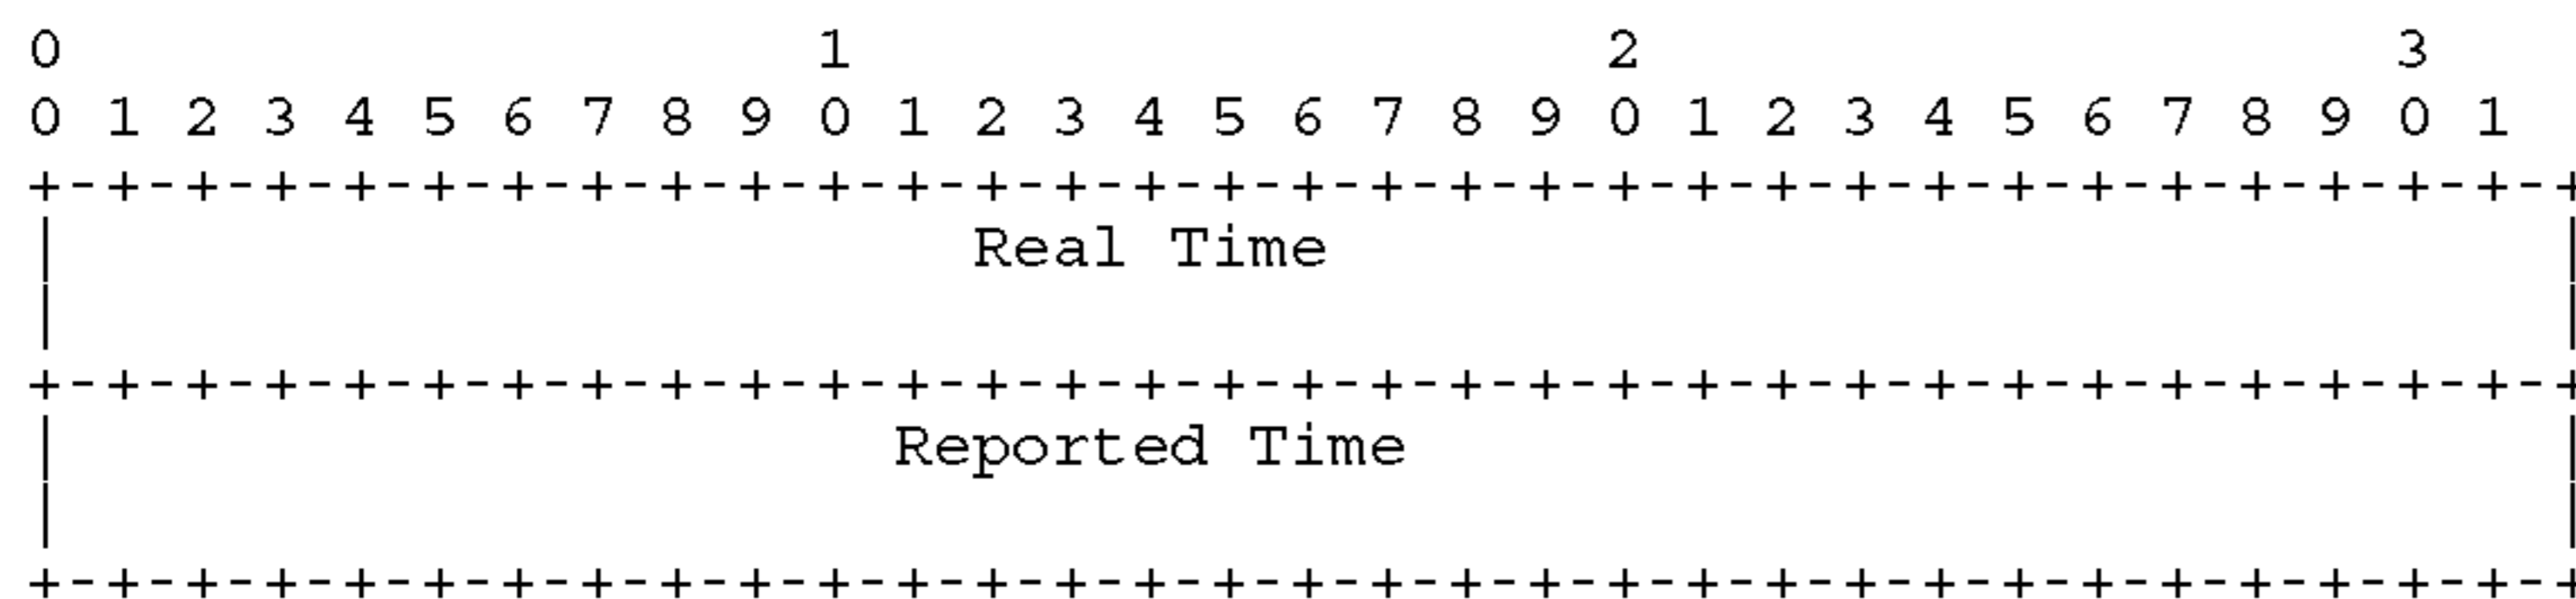 0                   1                   2                   3
0 1 2 3 4 5 6 7 8 9 0 1 2 3 4 5 6 7 8 9 0 1 2 3 4 5 6 7 8 9 0 1
+-+-+-+-+-+-+-+-+-+-+-+-+-+-+-+-+-+-+-+-+-+-+-+-+-+-+-+-+-+-+-+-+
|                       Real Time                               |
|                                                               |
+-+-+-+-+-+-+-+-+-+-+-+-+-+-+-+-+-+-+-+-+-+-+-+-+-+-+-+-+-+-+-+-+
|                     Reported Time                             |
|                                                               |
+-+-+-+-+-+-+-+-+-+-+-+-+-+-+-+-+-+-+-+-+-+-+-+-+-+-+-+-+-+-+-+-+